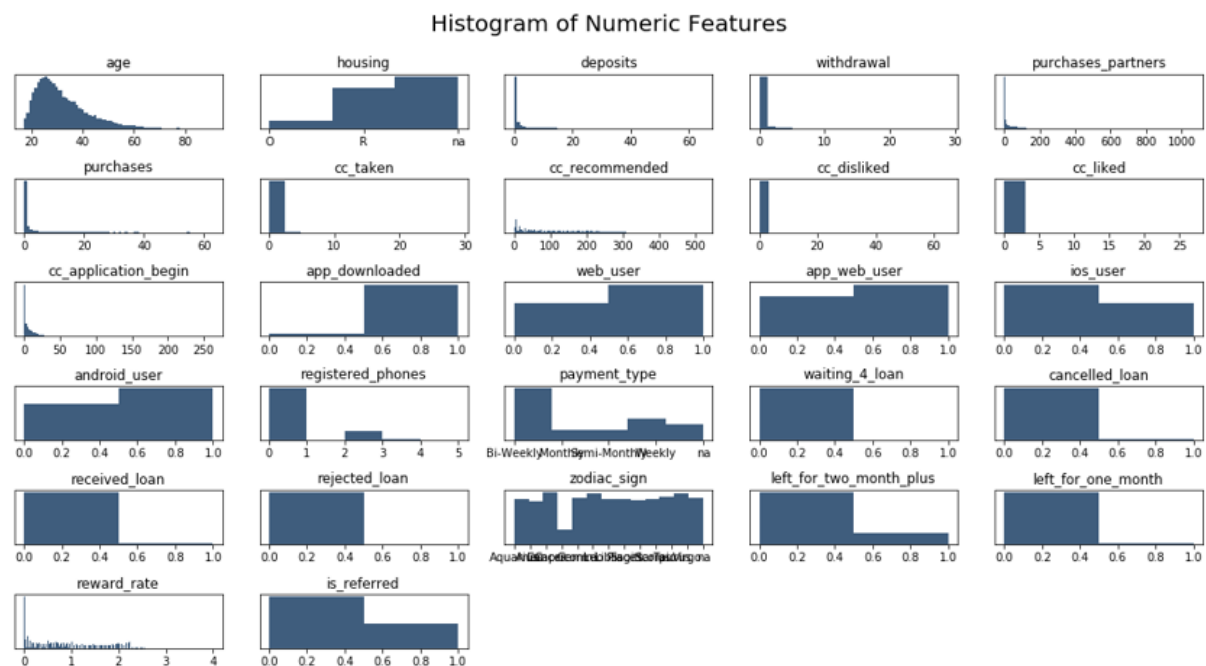 Histogram of Numeric Features
age housing deposits withdrawal purchases_partners
20 40 60 80 O R na 0 20 40 60 0 10 20 30 0 200 400 600 800 1000
purchases cc_taken cc_recommended cc_disliked cc_liked
0 20 40 60 0 10 20 30 0 100 200 300 400 500 0 20 40 60 0 5 10 15 20 25
cc_application_begin app_downloaded web_user app_web_user ios_user
0 50 100 150 200 250 0.0 0.2 0.4 0.6 0.8 1.0 0.0 0.2 0.4 0.6 0.8 1.0 0.0 0.2 0.4 0.6 0.8 1.0 0.0 0.2 0.4 0.6 0.8 1.0
android_user registered_phones payment_type waiting_4_loan cancelled_loan
0.0 0.2 0.4 0.6 0.8 1.0 0 1 2 3 4 5 Bi-Weekly Monthly Semi-Monthly Weekly na 0.0 0.2 0.4 0.6 0.8 1.0 0.0 0.2 0.4 0.6 0.8 1.0
received_loan rejected_loan zodiac_sign left_for_two_month_plus left_for_one_month
0.0 0.2 0.4 0.6 0.8 1.0 0.0 0.2 0.4 0.6 0.8 1.0 na 0.0 0.2 0.4 0.6 0.8 1.0 0.0 0.2 0.4 0.6 0.8 1.0
reward_rate is_referred
0 1 2 3 4 0.0 0.2 0.4 0.6 0.8 1.0